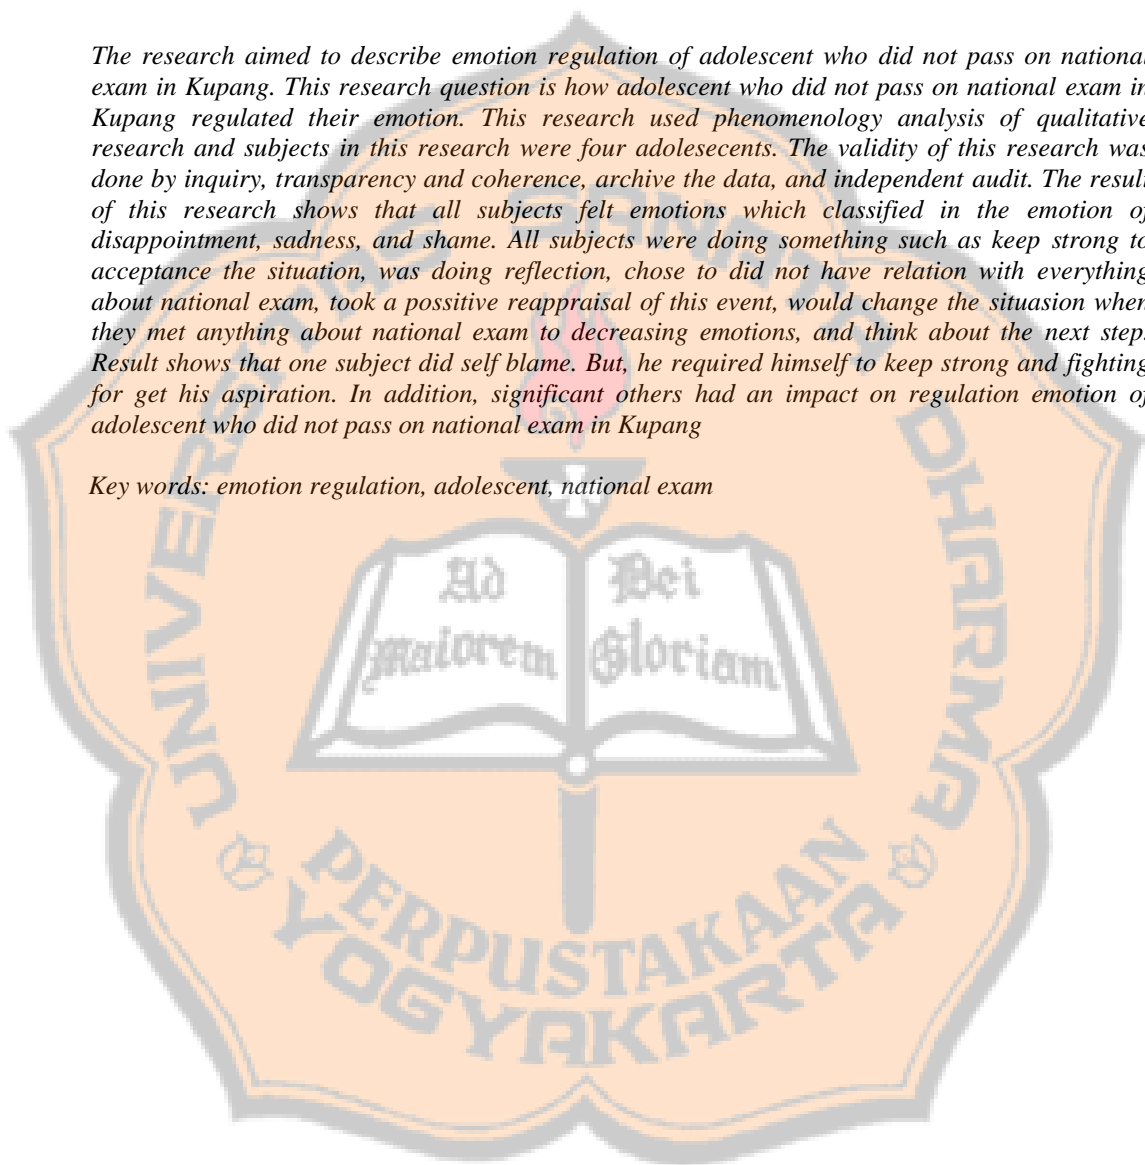 The research aimed to describe emotion regulation of adolescent who did not pass on national
exam in Kupang. This research question is how adolescent who did not pass on national exam in
Kupang regulated their emotion. This research used phenomenology analysis of qualitative
research and subjects in this research were four adolesecents. The validity of this research was
done by inquiry, transparency and coherence, archive the data, and independent audit. The result
of this research shows that all subjects felt emotions which classified in the emotion of
disappointment, sadness, and shame. All subjects were doing something such as keep strong to
acceptance the situation, was doing reflection, chose to did not have relation with everything
about national exam, took a possitive reappraisal of this event, would change the situasion when
they met anything about national exam to decreasing emotions, and think about the next step.
Result shows that one subject did self blame. But, he required himself to keep strong and fighting
for get his aspiration. In addition, significant others had an impact on regulation emotion of
adolescent who did not pass on national exam in Kupang
Key words: emotion regulation, adolescent, national exam
UNIVERSITAS SANATA DHARMA
Ad Dei
Maiorem Gloriam
PERPUSTAKAAN
YOGYAKARTA